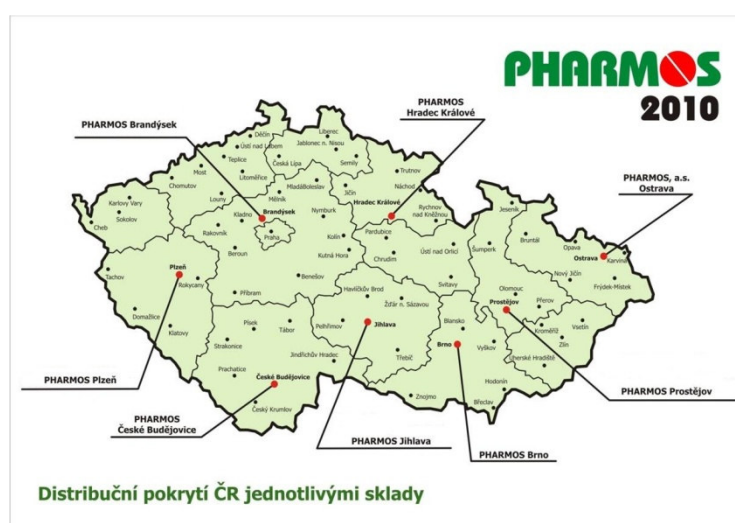 PHARMOS
2010
PHARMOS Brandýsek
PHARMOS
Hradec Králové
PHARMOS, a.s.
Ostrava
Děčín
Liberec
Ústí nad Labem
Jablonec n. Nisou
Teplice
Česká Lípa
Semily
Most
Litoměřice
Trutnov
Chomutov
MladáBoleslav
Jičín
Náchod
Karlovy Vary
Louny
Mělník
Hradec Králové
Rychnov
nad Kněžnou
Jeseník
Sokolov
Kladno
Brandýsek
Nymburk
Cheb
Rakovník
Praha
Kolín
Pardubice
Bruntál
Opava
Beroun
Kutná Hora
Chrudim
Ústí nad Orlicí
Šumperk
Ostrava
Karviná
Plzeň
Tachov
Rokycany
Benešov
Nový Jičín
Frýdek-Místek
Příbram
Havlíčkův Brod
Svitavy
Olomouc
Žďár n. Sázavou
Prostějov
Přerov
Domažlice
Klatovy
Písek
Tábor
Pelhřimov
Jihlava
Blansko
Kroměříž
Vsetín
Strakonice
Brno
Vyškov
Zlín
Prachatice
Jindřichův Hradec
Třebíč
Uherské Hradiště
České Budějovice
Hodonín
Znojmo
Břeclav
Český Krumlov
PHARMOS Plzeň
PHARMOS Prostějov
PHARMOS
České Budějovice
PHARMOS Jihlava
PHARMOS Brno
Distribuční pokrytí ČR jednotlivými sklady